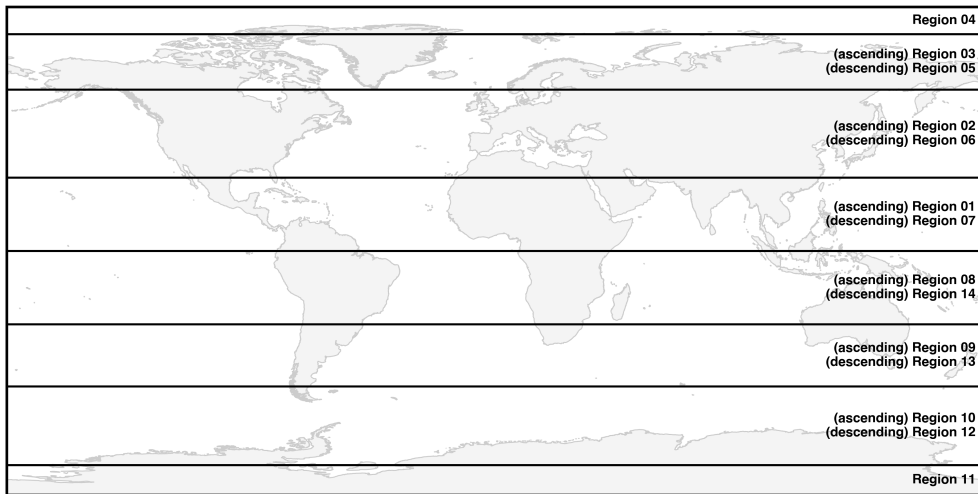 Region 04
(ascending) Region 03
(descending) Region 05
(ascending) Region 02
(descending) Region 06
(ascending) Region 01
(descending) Region 07
(ascending) Region 08
(descending) Region 14
(ascending) Region 09
(descending) Region 13
(ascending) Region 10
(descending) Region 12
Region 11